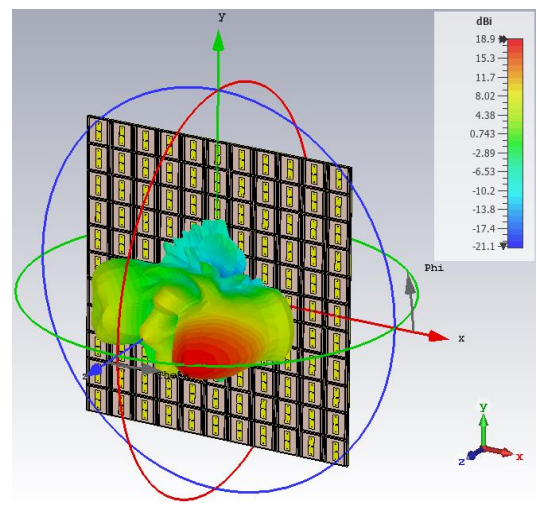 y
dBi
18.9
15.3
11.7
8.02
4.38
0.743
-2.89
-6.53
-10.2
-13.8
-17.4
-21.1
Phi
x
z
y
z
x